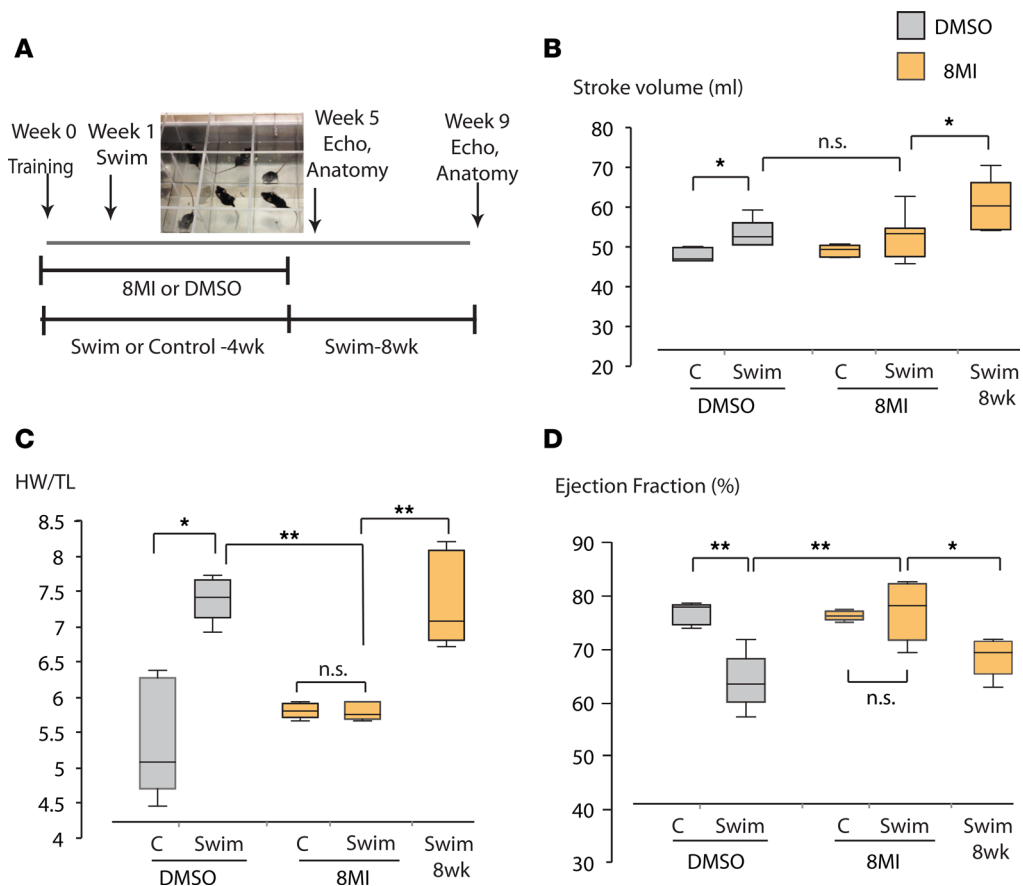 A
Week 0
Training
Week 1
Swim
Week 5
Echo,
Anatomy
Week 9
Echo,
Anatomy
8MI or DMSO
Swim or Control -4wk
Swim-8wk
B
DMSO
8MI
Stroke volume (ml)
80
70
60
50
40
30
20
*
n.s.
*
C
Swim
C
Swim
Swim
8wk
DMSO
8MI
C
HW/TL
8.5
8
7.5
7
6.5
6
5.5
5
4.5
4
*
**
**
n.s.
C
Swim
C
Swim
Swim
8wk
DMSO
8MI
D
Ejection Fraction (%)
90
80
70
60
50
40
30
**
**
*
n.s.
C
Swim
C
Swim
Swim
8wk
DMSO
8MI